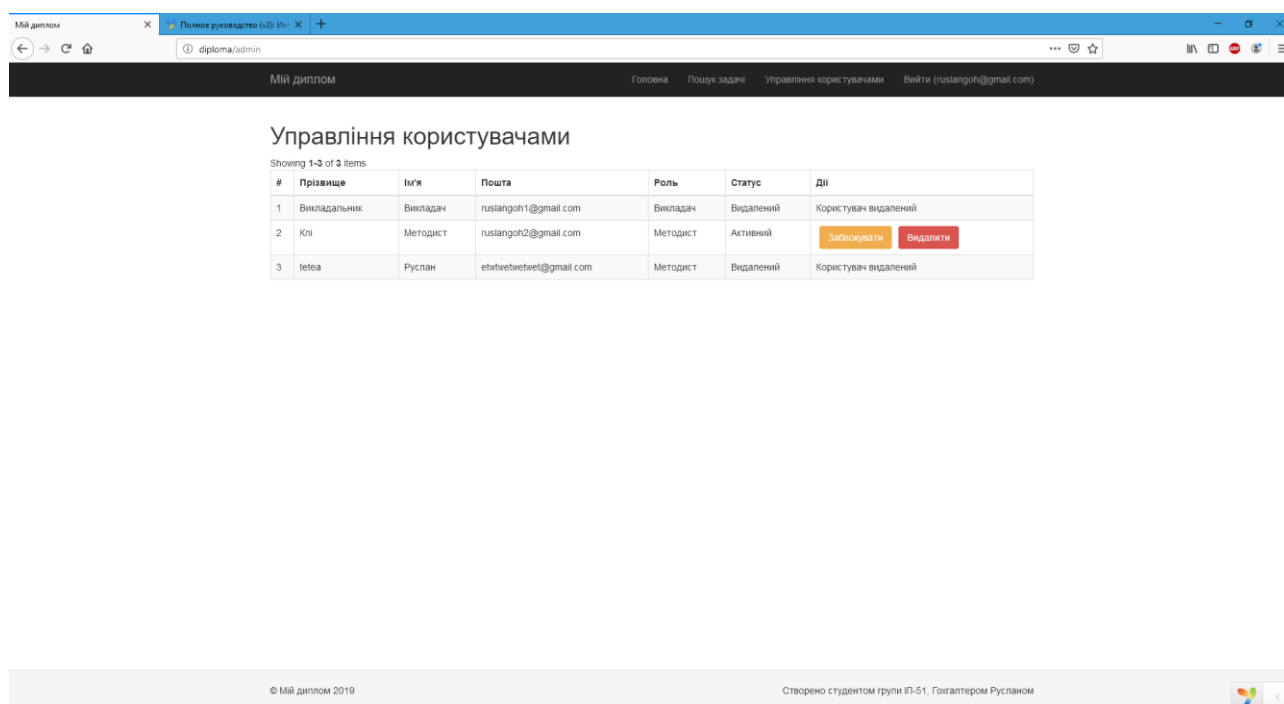 Мій диплом
Полное руководство (v2): Ин
diploma/admin
Мій диплом Головна Пошук задачі Управління користувачами Вийти (ruslangoh@gmail.com)
Управління користувачами
Showing 1-3 of 3 items.
# Прізвище Ім'я Пошта Роль Статус Дії
1 Викладальник Викладач ruslangoh1@gmail.com Викладач Видалений Користувач видалений
2 Кпі Методист ruslangoh2@gmail.com Методист Активний Заблокувати Видалити
3 tetea Руслан etwtwetwetwet@gmail.com Методист Видалений Користувач видалений
© Мій диплом 2019 Створено студентом групи ІП-51, Гохгалтером Русланом